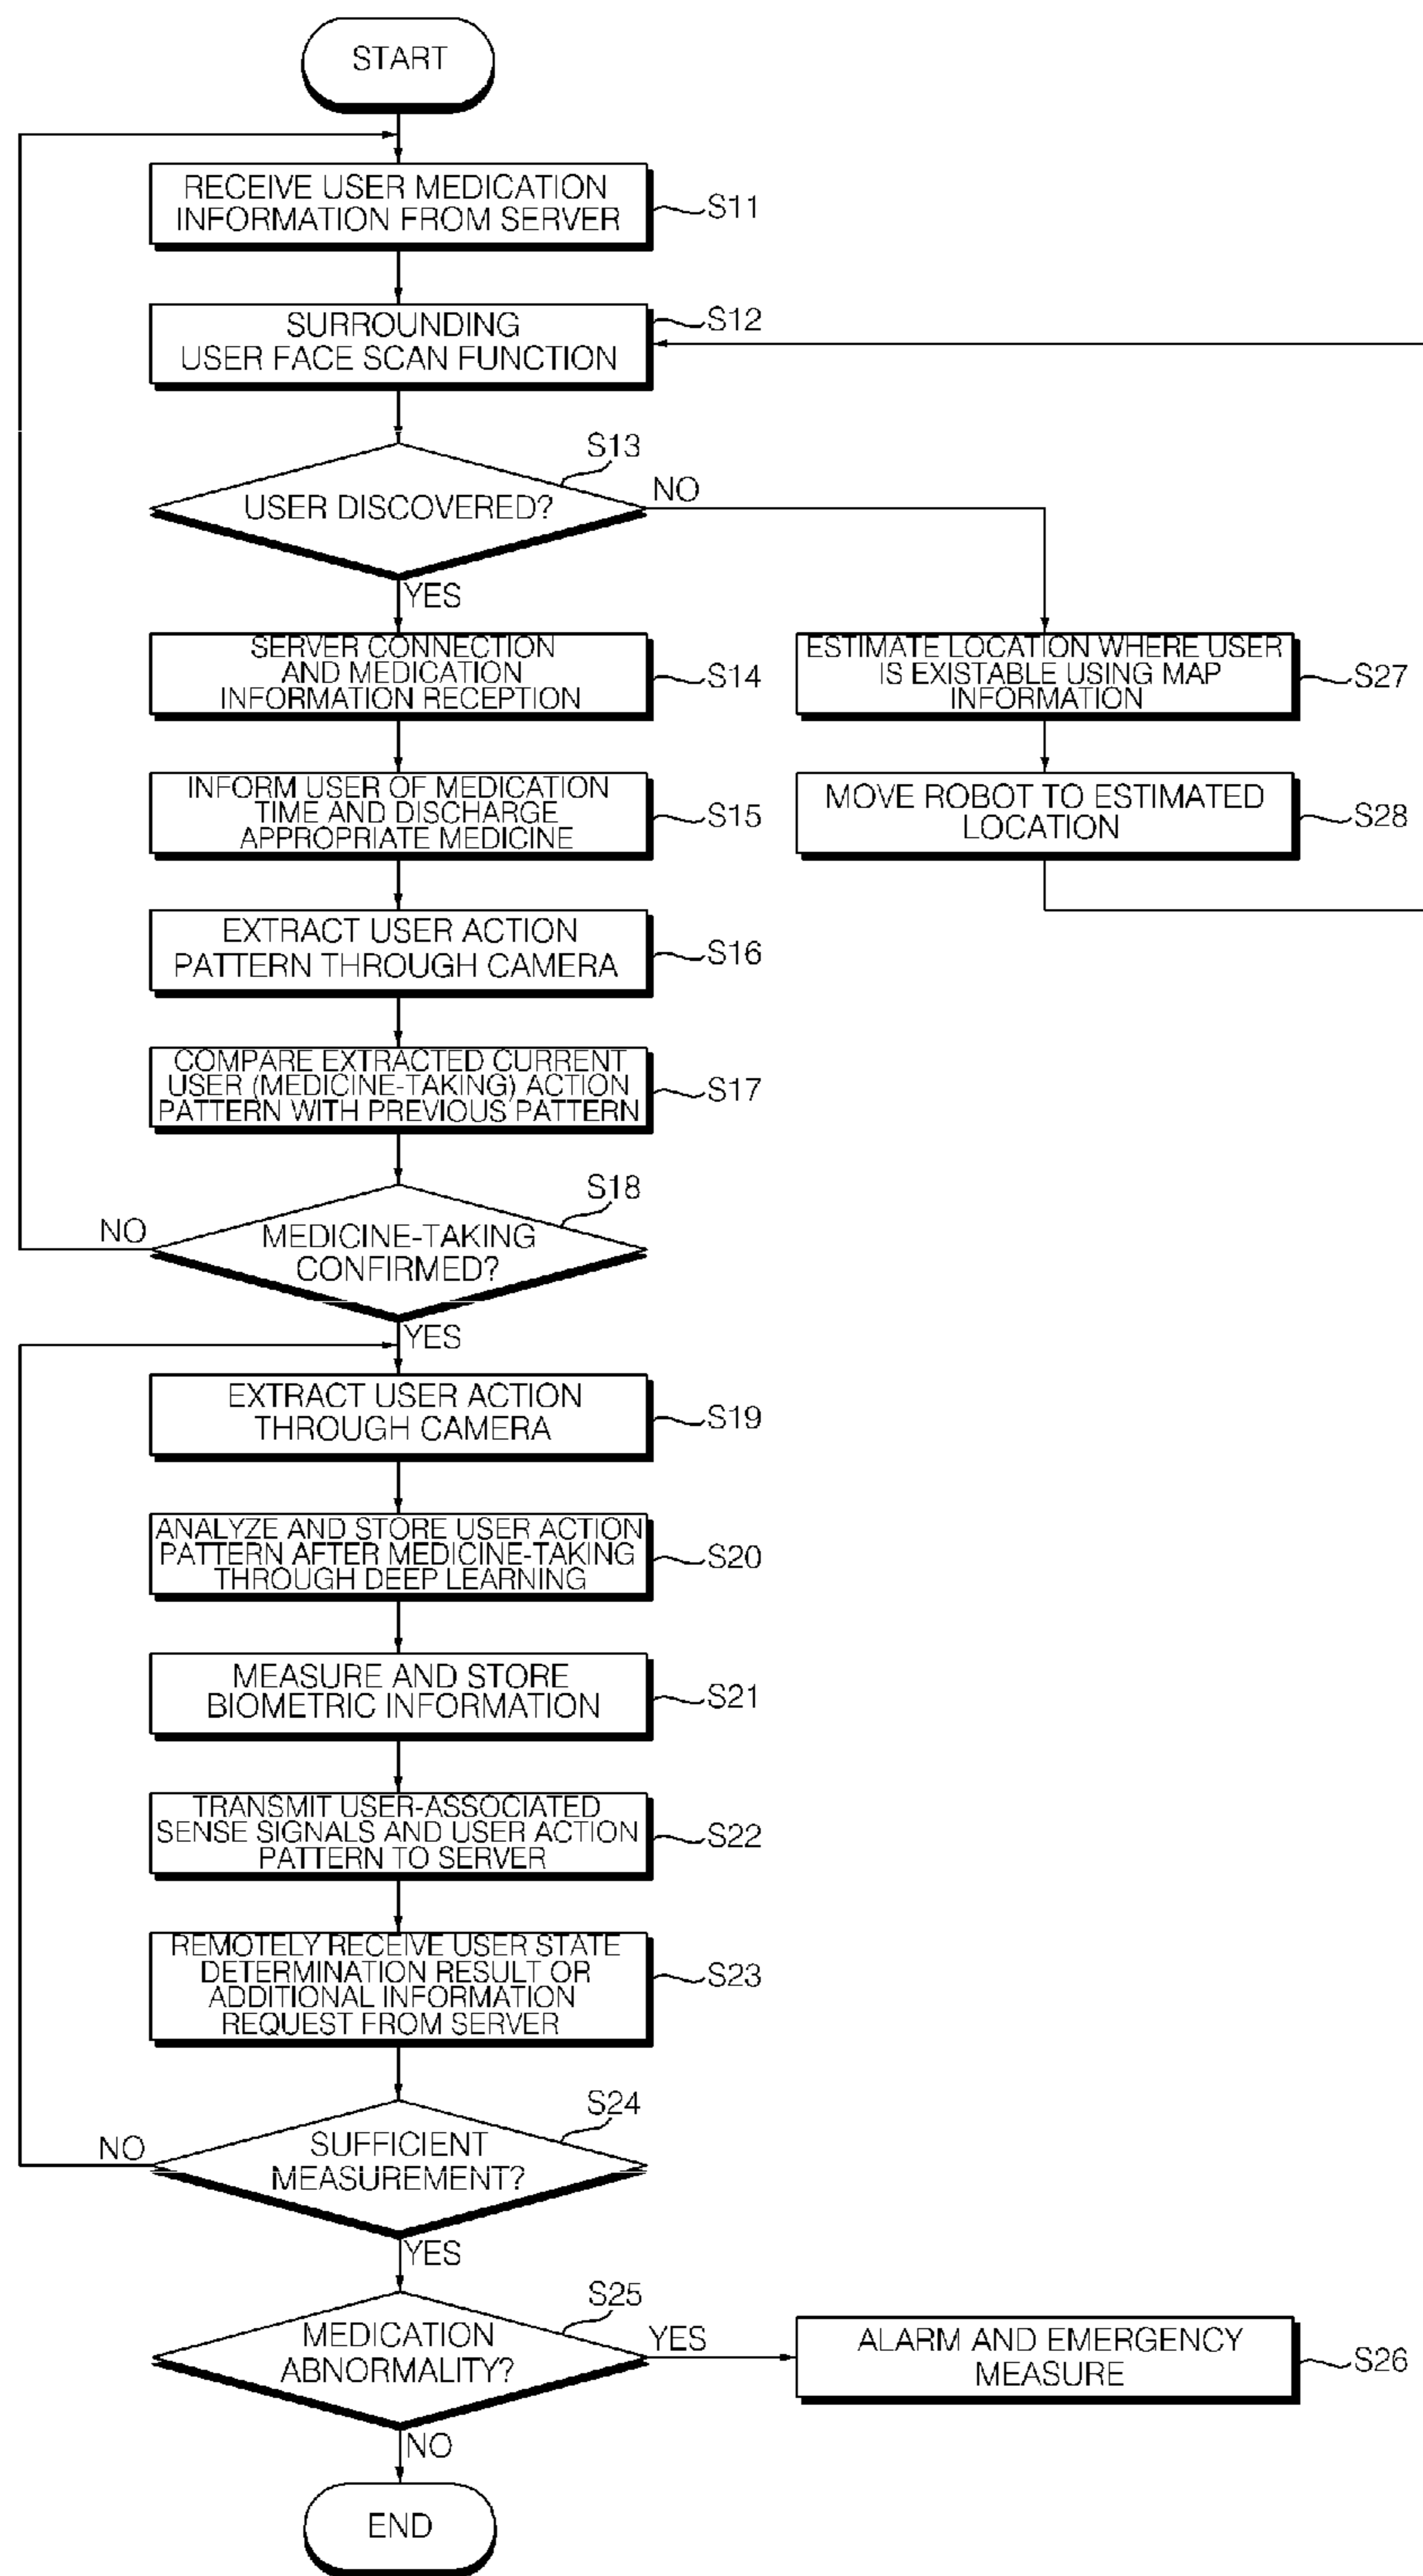 START
RECEIVE USER MEDICATION
INFORMATION FROM SERVER
S11
SURROUNDING
USER FACE SCAN FUNCTION
S12
USER DISCOVERED?
S13
NO
YES
SERVER CONNECTION
AND MEDICATION
INFORMATION RECEPTION
S14
ESTIMATE LOCATION WHERE USER
IS EXISTABLE USING MAP
INFORMATION
S27
INFORM USER OF MEDICATION
TIME AND DISCHARGE
APPROPRIATE MEDICINE
S15
MOVE ROBOT TO ESTIMATED
LOCATION
S28
EXTRACT USER ACTION
PATTERN THROUGH CAMERA
S16
COMPARE EXTRACTED CURRENT
USER (MEDICINE-TAKING) ACTION
PATTERN WITH PREVIOUS PATTERN
S17
S18
NO
MEDICINE-TAKING
CONFIRMED?
YES
EXTRACT USER ACTION
THROUGH CAMERA
S19
ANALYZE AND STORE USER ACTION
PATTERN AFTER MEDICINE-TAKING
THROUGH DEEP LEARNING
S20
MEASURE AND STORE
BIOMETRIC INFORMATION
S21
TRANSMIT USER-ASSOCIATED
SENSE SIGNALS AND USER ACTION
PATTERN TO SERVER
S22
REMOTELY RECEIVE USER STATE
DETERMINATION RESULT OR
ADDITIONAL INFORMATION
REQUEST FROM SERVER
S23
S24
NO
SUFFICIENT
MEASUREMENT?
YES
S25
MEDICATION
ABNORMALITY?
YES
ALARM AND EMERGENCY
MEASURE
S26
NO
END